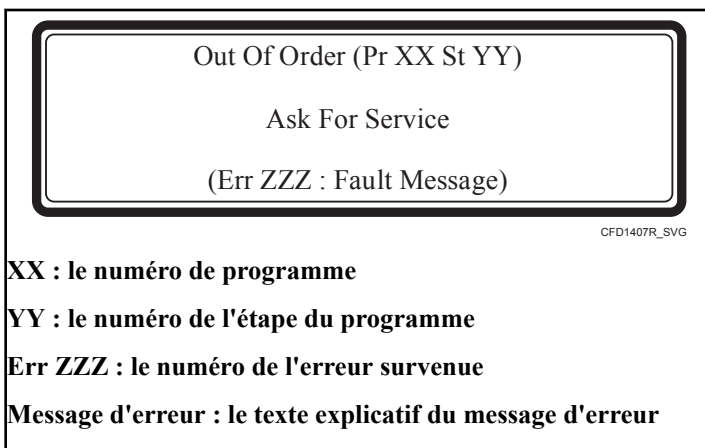 Out Of Order (Pr XX St YY)
Ask For Service
(Err ZZZ : Fault Message)
CFD1407R_SVG
XX : le numéro de programme
YY : le numéro de l'étape du programme
Err ZZZ : le numéro de l'erreur survenue
Message d'erreur : le texte explicatif du message d'erreur